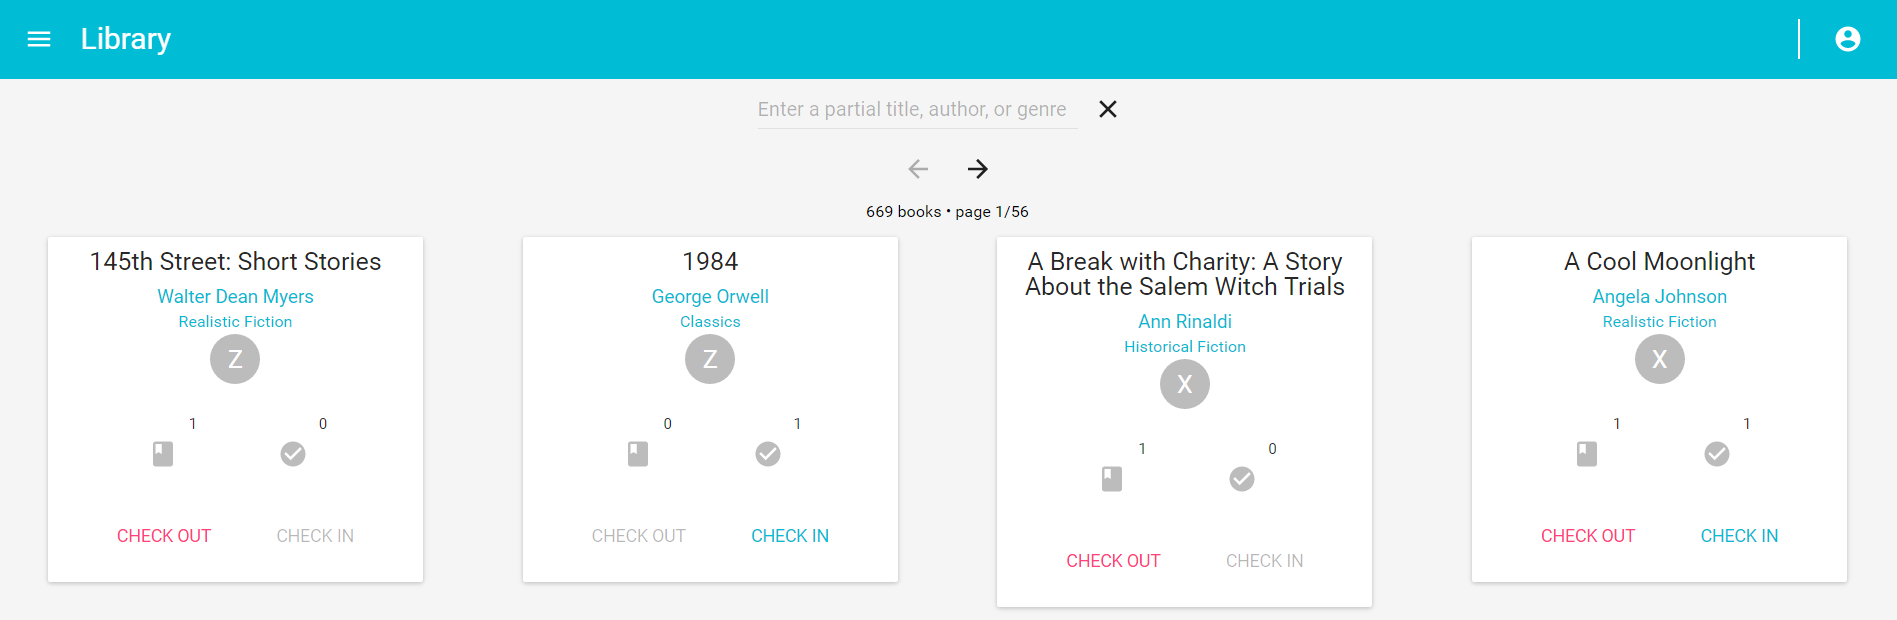 Library
Enter a partial title, author, or genre
669 books • page 1/56
145th Street: Short Stories
Walter Dean Myers
Realistic Fiction
Z
1 0
CHECK OUT CHECK IN
1984
George Orwell
Classics
Z
0 1
CHECK OUT CHECK IN
A Break with Charity: A Story
About the Salem Witch Trials
Ann Rinaldi
Historical Fiction
X
1 0
CHECK OUT CHECK IN
A Cool Moonlight
Angela Johnson
Realistic Fiction
X
1 1
CHECK OUT CHECK IN